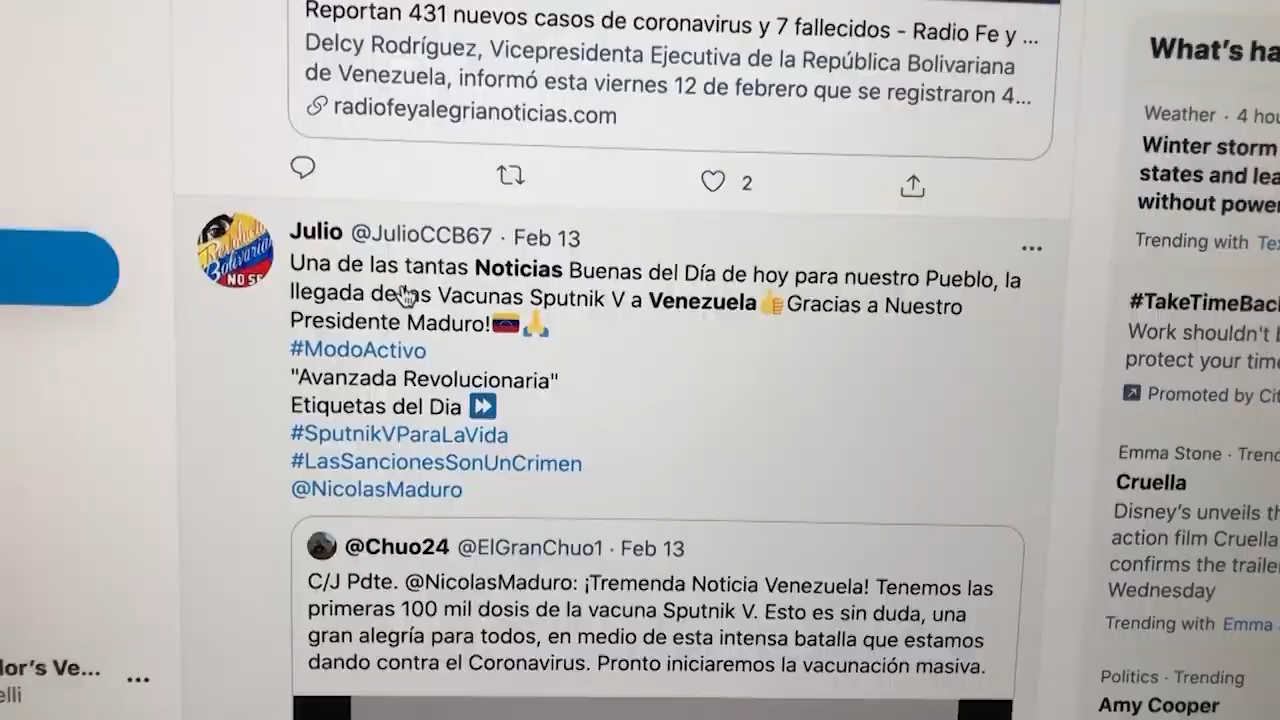 Reportan 431 nuevos casos de coronavirus y 7 fallecidos - Radio Fe y ...
Delcy Rodríguez, Vicepresidenta Ejecutiva de la República Bolivariana
de Venezuela, informó esta viernes 12 de febrero que se registraron 4...
radiofeyalegrianoticias.com
2
Julio @JulioCCB67 · Feb 13
Una de las tantas Noticias Buenas del Día de hoy para nuestro Pueblo, la
llegada de las Vacunas Sputnik V a Venezuela👍Gracias a Nuestro
Presidente Maduro!🇻🇪🙏
#ModoActivo
"Avanzada Revolucionaria"
Etiquetas del Dia ⏩
#SputnikVParaLaVida
#LasSancionesSonUnCrimen
@NicolasMaduro
@Chuo24 @ElGranChuo1 · Feb 13
C/J Pdte. @NicolasMaduro: ¡Tremenda Noticia Venezuela! Tenemos las
primeras 100 mil dosis de la vacuna Sputnik V. Esto es sin duda, una
gran alegría para todos, en medio de esta intensa batalla que estamos
dando contra el Coronavirus. Pronto iniciaremos la vacunación masiva.
NO SE
What's ha
Weather · 4 hou
Winter storm
states and lea
without power
Trending with Tex
#TakeTimeBac
Work shouldn't b
protect your time
Promoted by Cit
Emma Stone · Trend
Cruella
Disney's unveils th
action film Cruella
confirms the traile
Wednesday
Trending with Emma
Politics · Trending
Amy Cooper
lor's Ve...
elli